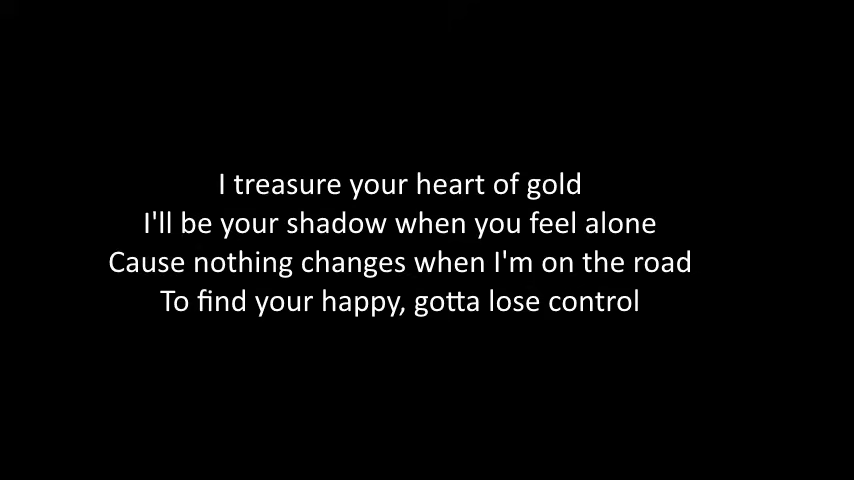 I treasure your heart of gold
I'll be your shadow when you feel alone
Cause nothing changes when I'm on the road
To find your happy, gotta lose control